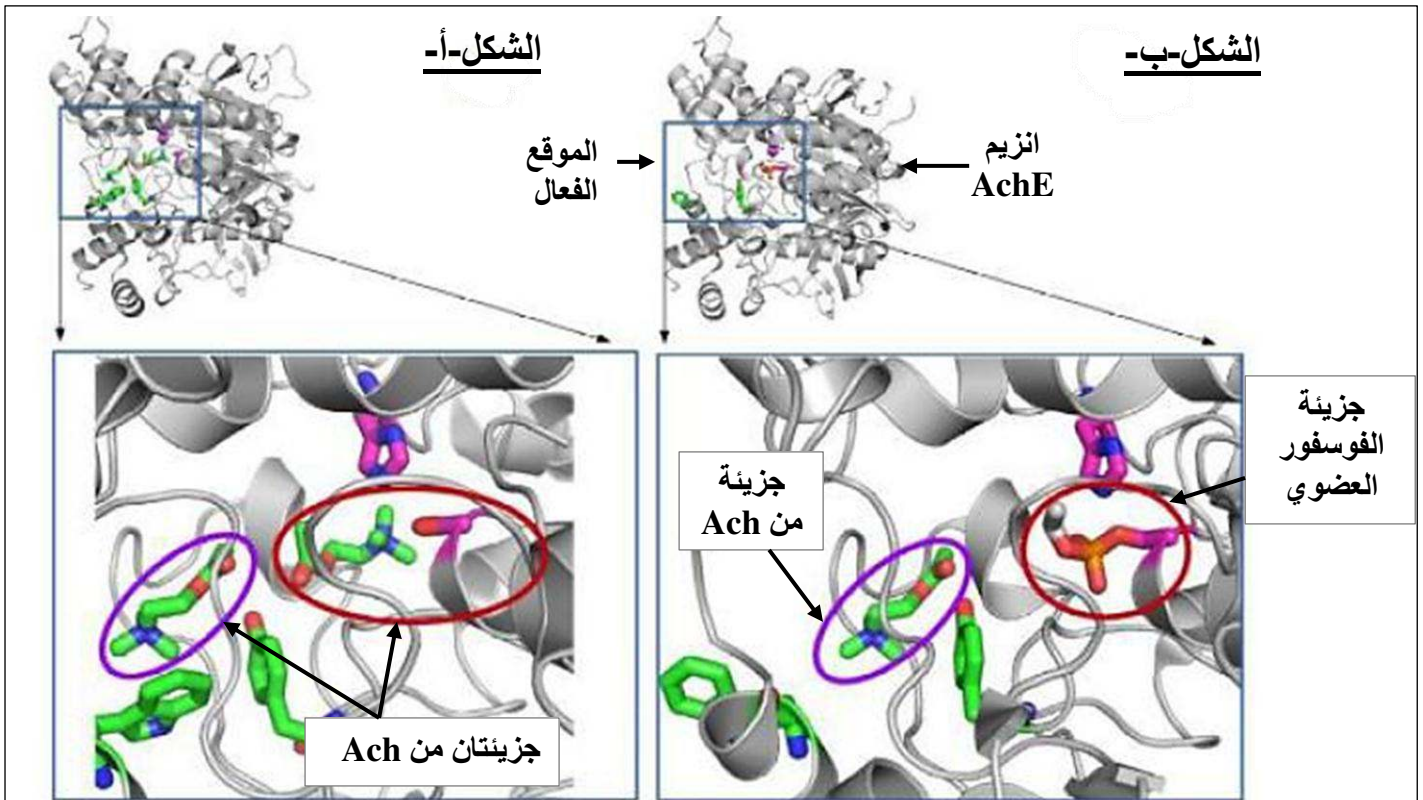 الشكل-أ-
الشكل-ب-
الموقع
الفعال
انزيم
AchE
جزيئة
الفوسفور
العضوي
جزيئة
من Ach
جزيئتان من Ach